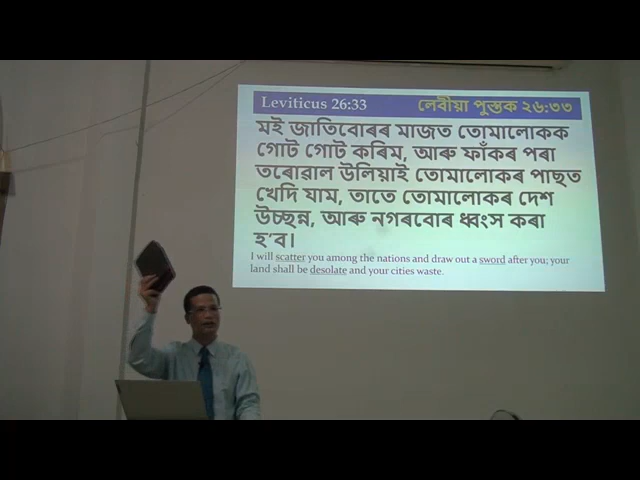 Leviticus 26:33 লেবীয়া পুস্তক ২৬:৩৩
মই জাতিবোৰৰ মাজত তোমালোকক
গোট গোট কৰিম, আৰু ফাঁকৰ পৰা
তৰোৱাল উলিয়াই তোমালোকৰ পাছত
খেদি যাম, তাতে তোমালোকৰ দেশ
উচ্ছন্ন, আৰু নগৰবোৰ ধ্বংস কৰা
হ’ব।
I will scatter you among the nations and draw out a sword after you; your
land shall be desolate and your cities waste.